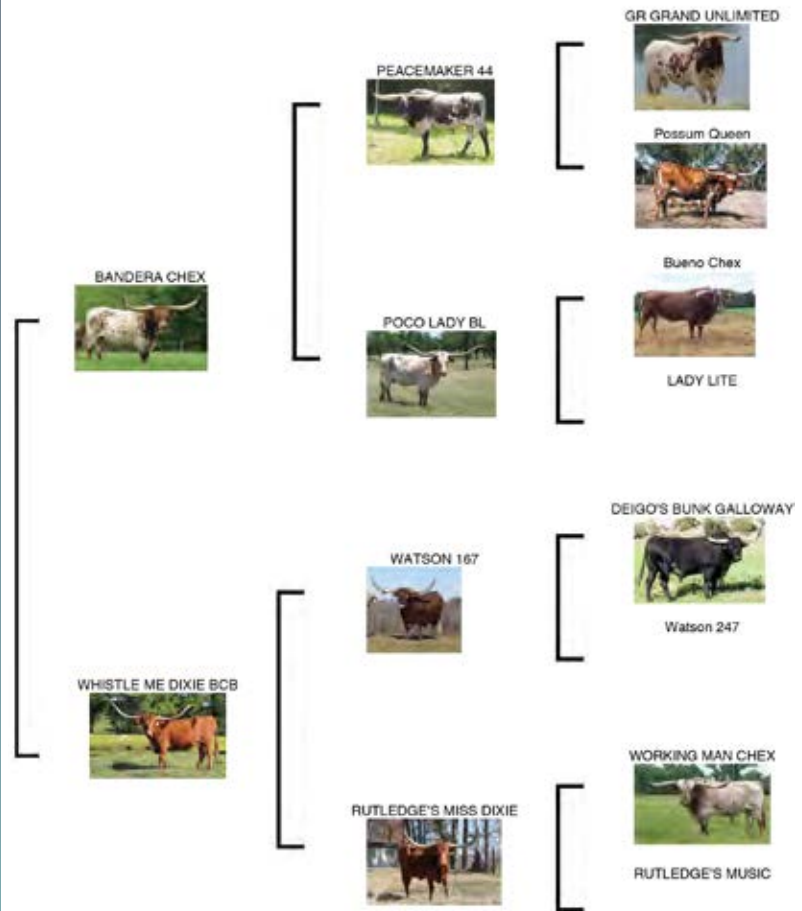 GR GRAND UNLIMITED
PEACEMAKER 44
Possum Queen
BANDERA CHEX
Bueno Chex
POCO LADY BL
LADY LITE
DEIGO'S BUNK GALLOWAY
WATSON 167
Watson 247
WHISTLE ME DIXIE BCB
WORKING MAN CHEX
RUTLEDGE'S MISS DIXIE
RUTLEDGE'S MUSIC